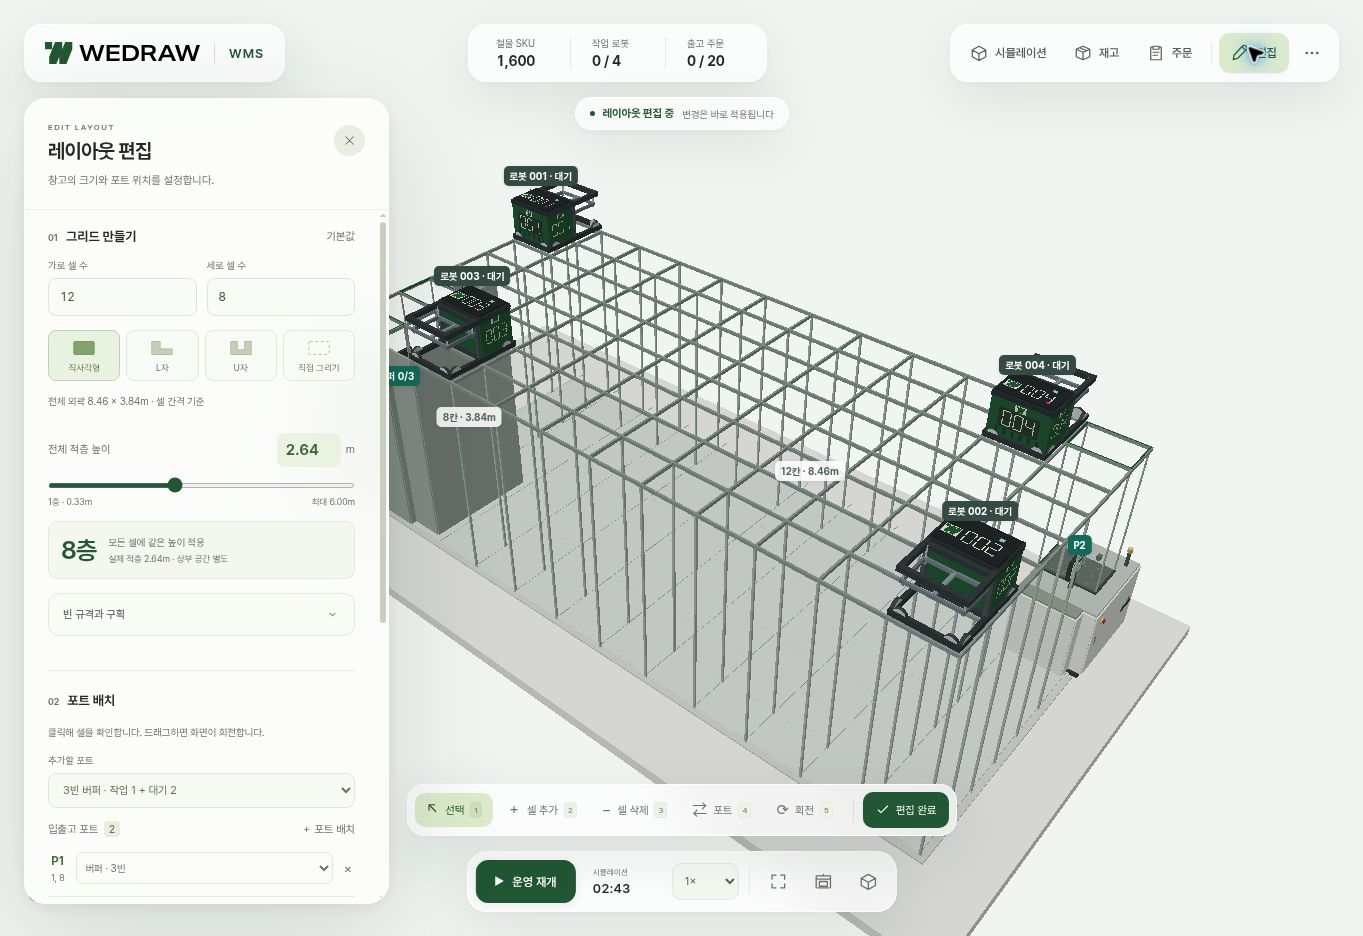 WEDRAW
WMS
철물 SKU
1,600
작업 로봇
0 / 4
출고 주문
0 / 20
시뮬레이션
재고
주문
레이아웃 편집 중 변경은 바로 적용됩니다
EDIT LAYOUT
레이아웃 편집
창고의 크기와 포트 위치를 설정합니다.
01 그리드 만들기
기본값
가로 셀 수
세로 셀 수
12
8
직사각형
L자
U자
직접 그리기
전체 외곽 8.46 × 3.84m · 셀 간격 기준
전체 적층 높이
2.64 m
1층 · 0.33m
최대 6.00m
8층
모든 셀에 같은 높이 적용
실제 적층 2.64m · 상부 공간 별도
빈 규격과 구획
02 포트 배치
클릭해 셀을 확인합니다. 드래그하면 화면이 회전합니다.
추가할 포트
3빈 버퍼 · 작업 1 + 대기 2
입출고 포트 2
+ 포트 배치
P1
1, 8
버퍼 · 3빈
×
로봇 001 · 대기
로봇 003 · 대기
003
퍼 0/3
8칸 · 3.84m
12칸 · 8.46m
로봇 004 · 대기
004
004
로봇 002 · 대기
002
P2
선택 1
+ 셀 추가 2
− 셀 삭제 3
포트 4
회전 5
편집 완료
운영 재개
시뮬레이션
02:43
1×